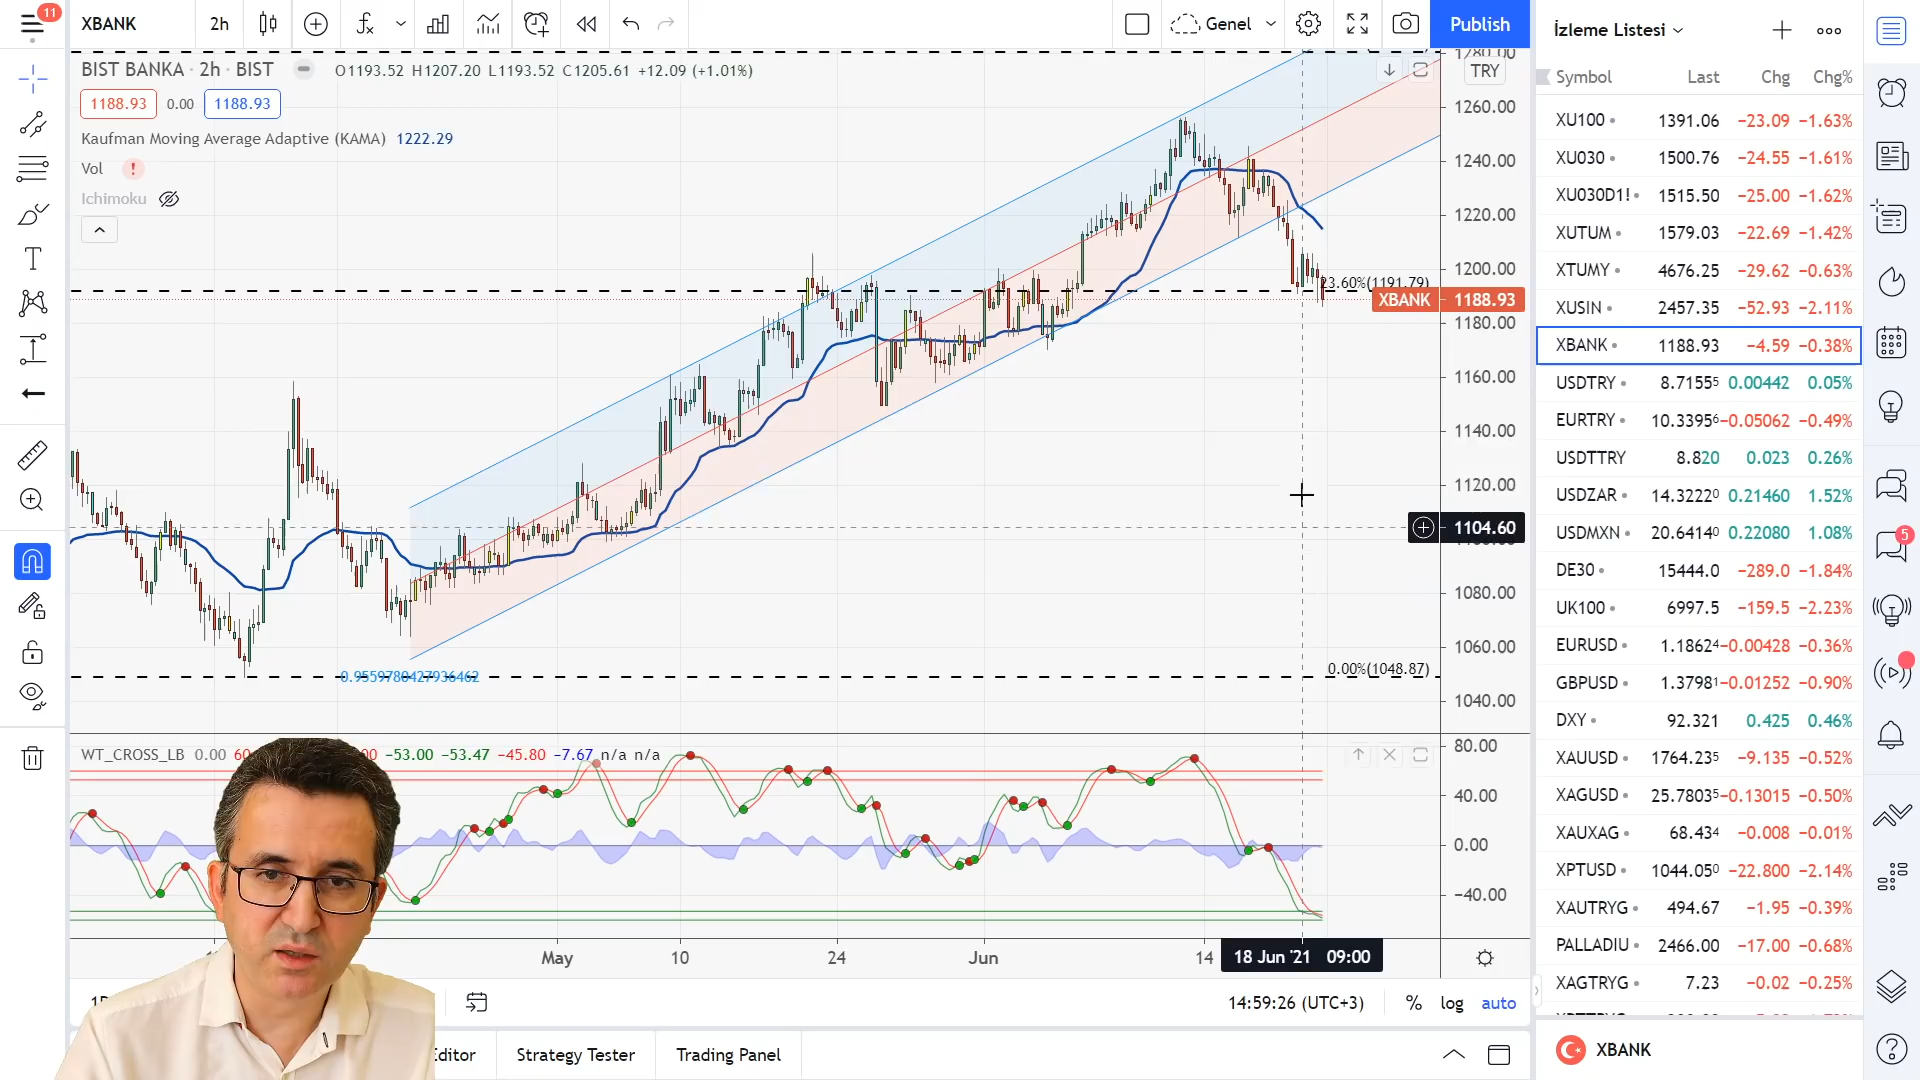 11
XBANK 2h Genel Publish
BIST BANKA · 2h · BIST O1193.52 H1207.20 L1193.52 C1205.61 +12.09 (+1.01%)
1188.93 0.00 1188.93
Kaufman Moving Average Adaptive (KAMA) 1222.29
Vol !
Ichimoku
TRY
1280.00
1260.00
1240.00
1220.00
1200.00
23.60%(1191.79)
XBANK 1188.93
1180.00
1160.00
1140.00
1120.00
1104.60
1080.00
1060.00
0.00%(1048.87)
0.9559780427936462
1040.00
WT_CROSS_LB 0.00 −53.00 −53.47 −45.80 −7.67 n/a n/a
80.00
40.00
0.00
−40.00
May 10 24 Jun 14 18 Jun '21 09:00
14:59:26 (UTC+3) % log auto
Strategy Tester Trading Panel
İzleme Listesi
Symbol Last Chg Chg%
XU100 1391.06 −23.09 −1.63%
XU030 1500.76 −24.55 −1.61%
XU030D1! 1515.50 −25.00 −1.62%
XUTUM 1579.03 −22.69 −1.42%
XTUMY 4676.25 −29.62 −0.63%
XUSIN 2457.35 −52.93 −2.11%
XBANK 1188.93 −4.59 −0.38%
USDTRY 8.71555 0.00442 0.05%
EURTRY 10.33956 −0.05062 −0.49%
USDTTRY 8.820 0.023 0.26%
USDZAR 14.32220 0.21460 1.52%
USDMXN 20.64140 0.22080 1.08%
DE30 15444.0 −289.0 −1.84%
UK100 6997.5 −159.5 −2.23%
EURUSD 1.18624 −0.00428 −0.36%
GBPUSD 1.37981 −0.01252 −0.90%
DXY 92.321 0.425 0.46%
XAUUSD 1764.235 −9.135 −0.52%
XAGUSD 25.78035 −0.13015 −0.50%
XAUXAG 68.434 −0.008 −0.01%
XPTUSD 1044.050 −22.800 −2.14%
XAUTRYG 494.67 −1.95 −0.39%
PALLADIU 2466.00 −17.00 −0.68%
XAGTRYG 7.23 −0.02 −0.25%
XBANK
5